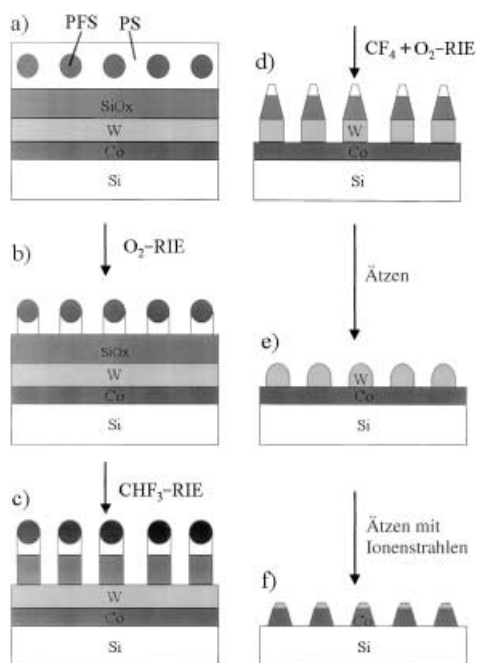 a)
PFS
PS
SiOx
W
Co
Si
b)
O₂–RIE
SiOx
W
Co
Si
c)
CHF₃–RIE
W
Co
Si
d)
CF₄ + O₂–RIE
W
Co
Si
Ätzen
e)
W
Co
Si
Ätzen mit
Ionenstrahlen
f)
Co
Si